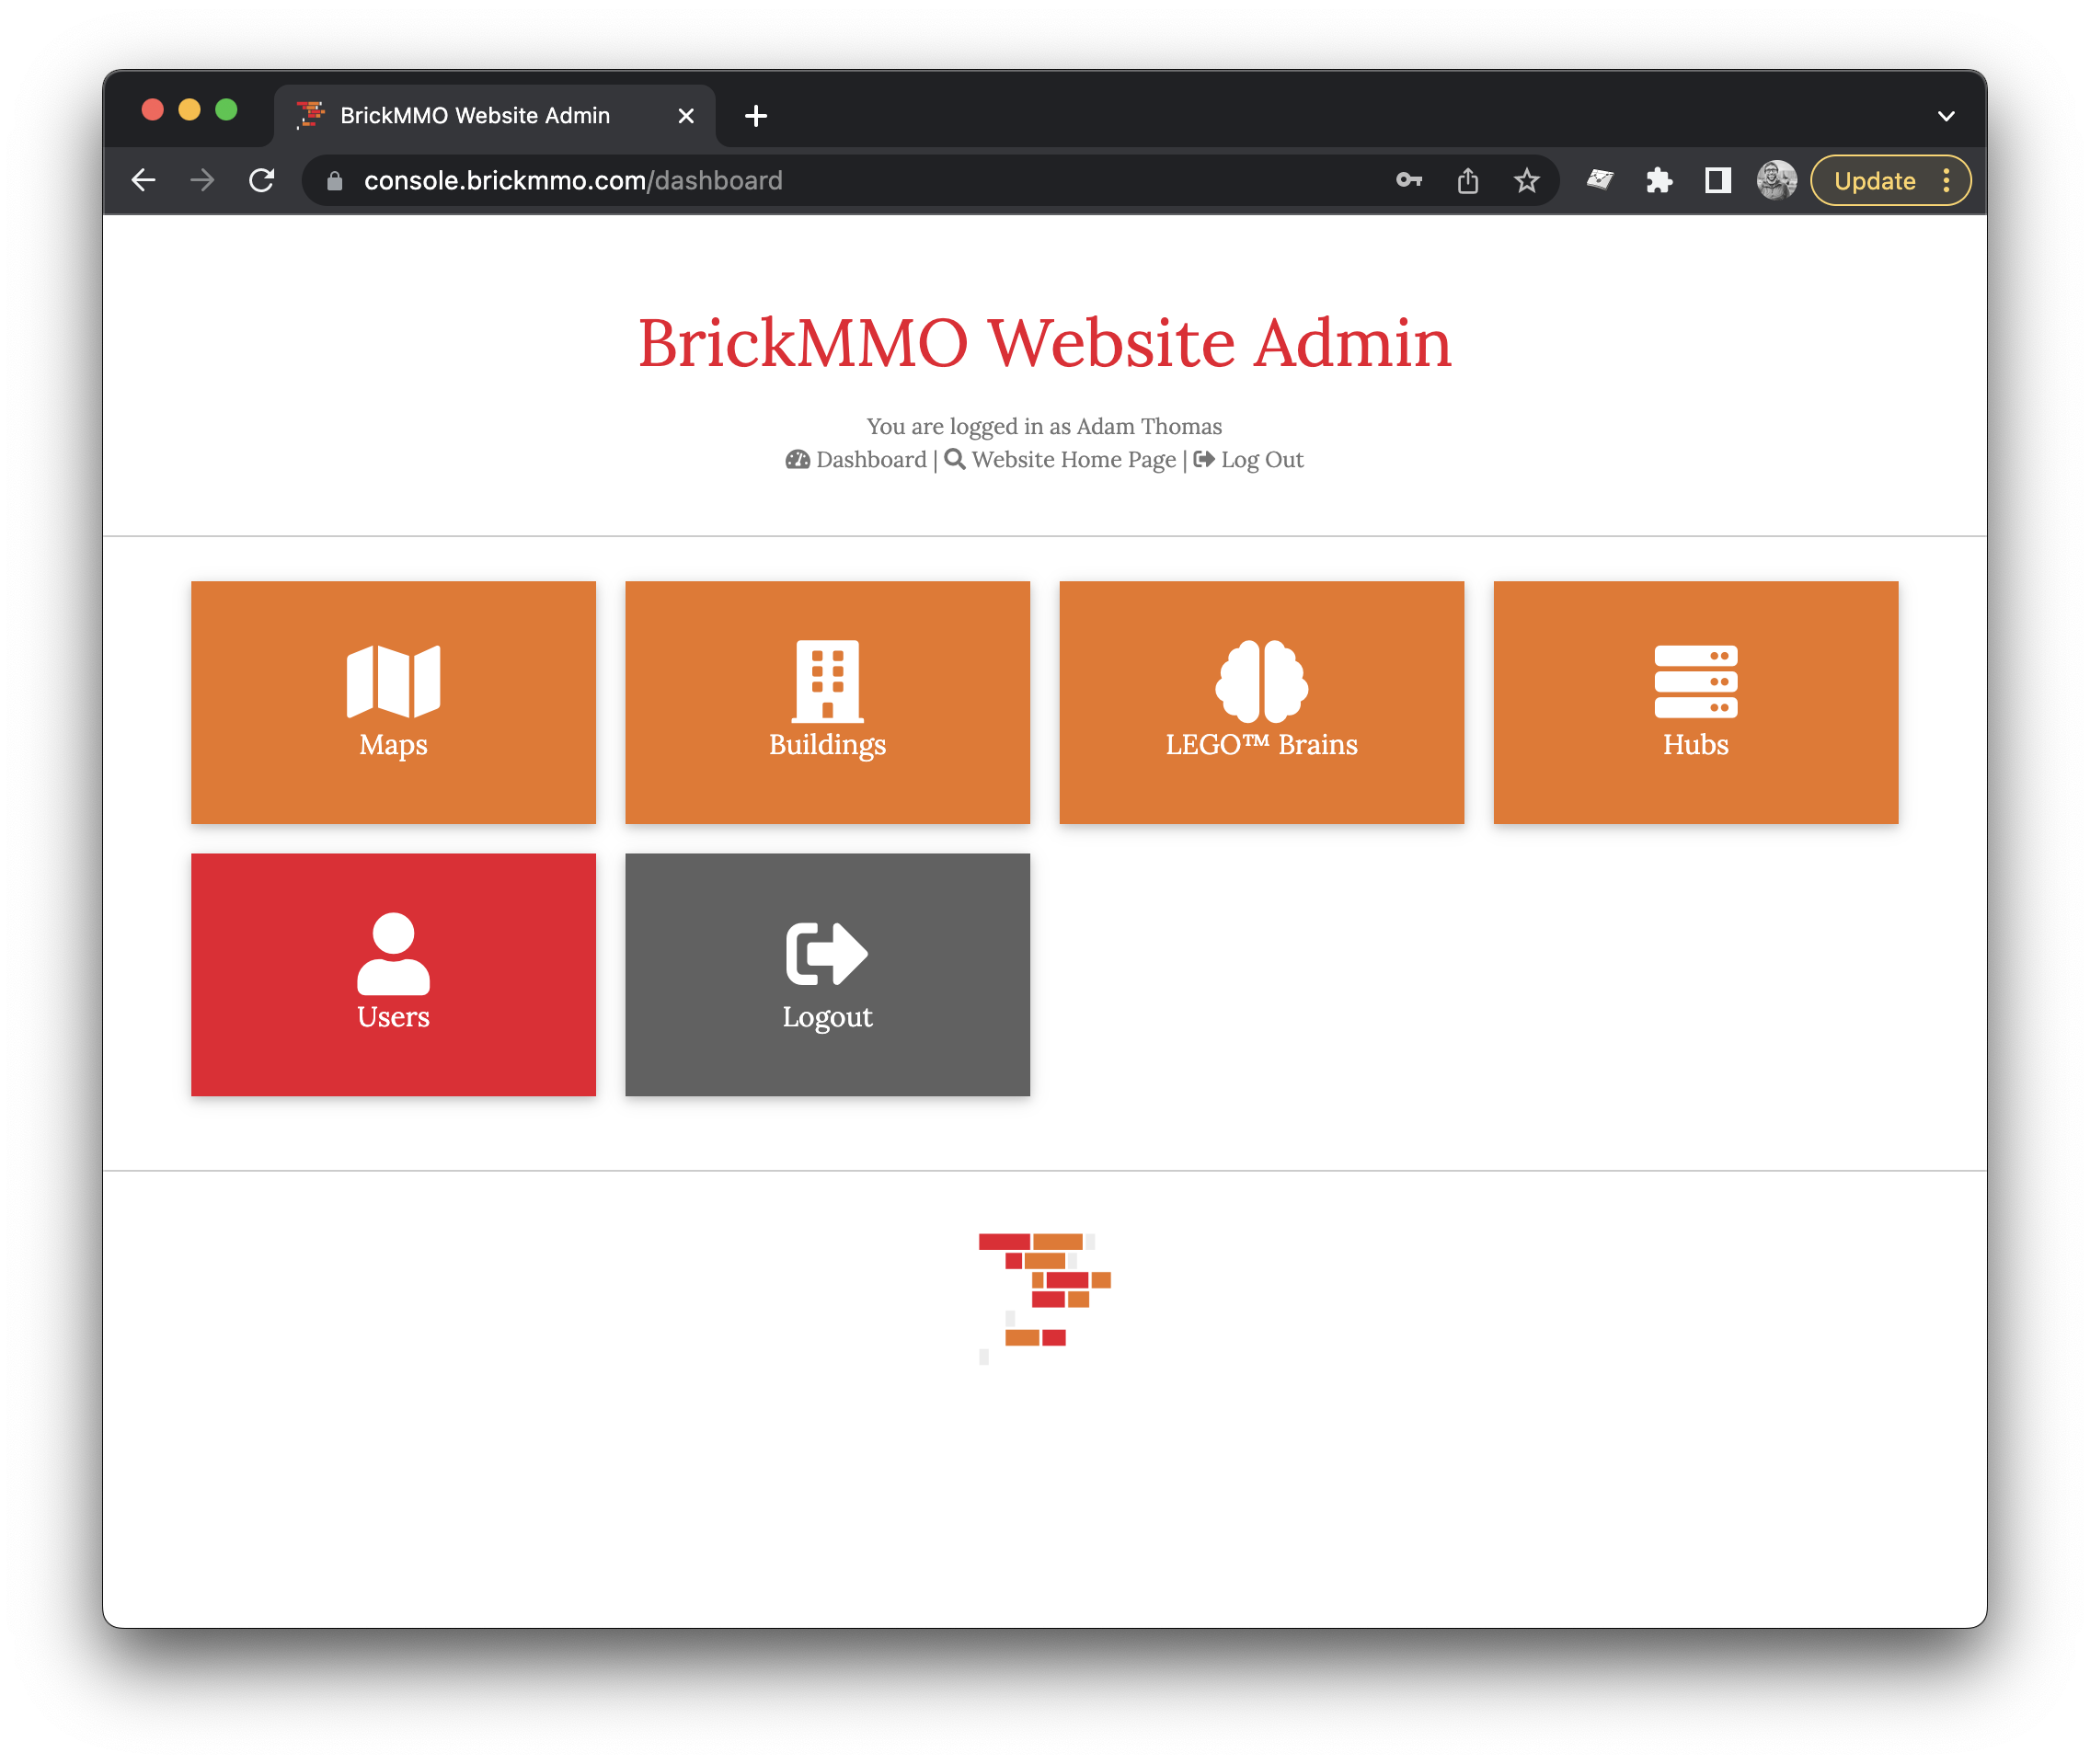 BrickMMO Website Admin
console.brickmmo.com/dashboard
Update
BrickMMO Website Admin
You are logged in as Adam Thomas
Dashboard | Website Home Page | Log Out
Maps
Buildings
LEGO™ Brains
Hubs
Users
Logout